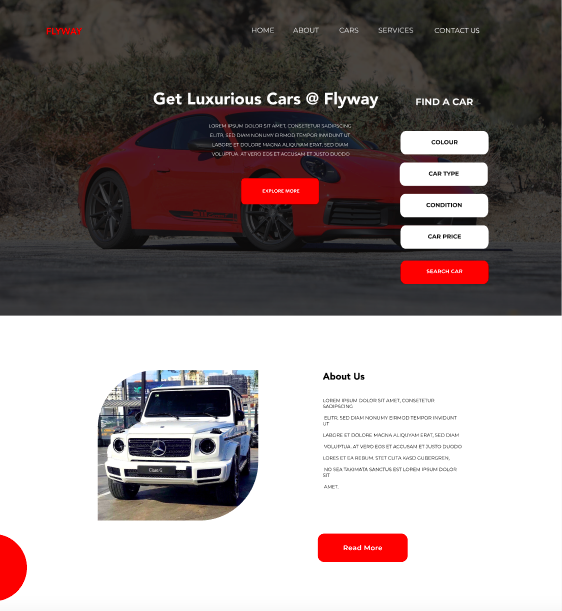 FLYWAY
HOME ABOUT CARS SERVICES CONTACT US
Get Luxurious Cars @ Flyway
LOREM IPSUM DOLOR SIT AMET, CONSETETUR SADIPSCING
ELITR, SED DIAM NONUMY EIRMOD TEMPOR INVIDUNT UT
LABORE ET DOLORE MAGNA ALIQUYAM ERAT, SED DIAM
VOLUPTUA. AT VERO EOS ET ACCUSAM ET JUSTO DUODO
EXPLORE MORE
FIND A CAR
COLOUR
CAR TYPE
CONDITION
CAR PRICE
SEARCH CAR
About Us
LOREM IPSUM DOLOR SIT AMET, CONSETETUR
SADIPSCING
ELITR, SED DIAM NONUMY EIRMOD TEMPOR INVIDUNT
UT
LABORE ET DOLORE MAGNA ALIQUYAM ERAT, SED DIAM
VOLUPTUA. AT VERO EOS ET ACCUSAM ET JUSTO DUODO
LORES ET EA REBUM. STET CLITA KASD GUBERGREN,
NO SEA TAKIMATA SANCTUS EST LOREM IPSUM DOLOR
SIT
AMET.
Class G
Read More